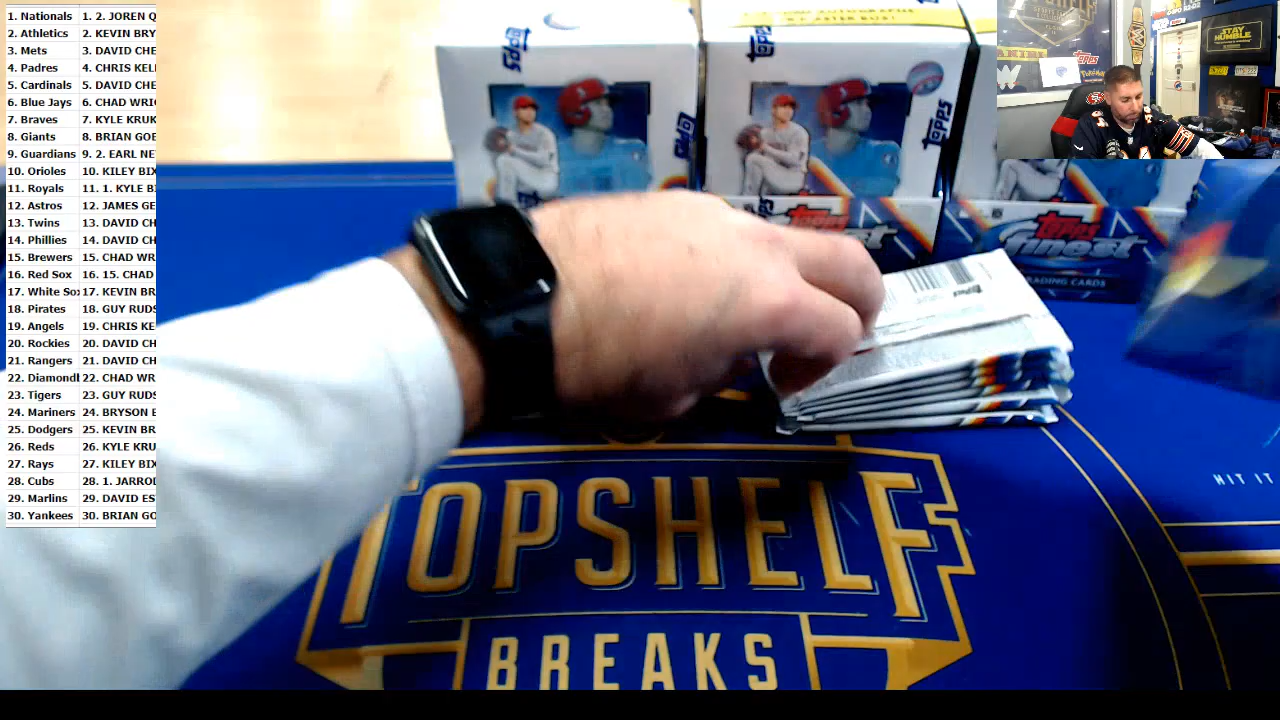 1. Nationals 1. 2. JOREN Q
2. Athletics 2. KEVIN BRY
3. Mets 3. DAVID CHE
4. Padres 4. CHRIS KELI
5. Cardinals 5. DAVID CHE
6. Blue Jays 6. CHAD WRI
7. Braves 7. KYLE KRUK
8. Giants 8. BRIAN GOE
9. Guardians 9. 2. EARL NE
10. Orioles 10. KILEY BIX
11. Royals 11. 1. KYLE B
12. Astros 12. JAMES GE
13. Twins 13. DAVID CH
14. Phillies 14. DAVID CH
15. Brewers 15. CHAD WR
16. Red Sox 16. 15. CHAD
17. White Sox 17. KEVIN BR
18. Pirates 18. GUY RUDS
19. Angels 19. CHRIS KE
20. Rockies 20. DAVID CH
21. Rangers 21. DAVID CH
22. Diamond 22. CHAD WR
23. Tigers 23. GUY RUDS
24. Mariners 24. BRYSON E
25. Dodgers 25. KEVIN BR
26. Reds 26. KYLE KRU
27. Rays 27. KILEY BIX
28. Cubs 28. 1. JARROD
29. Marlins 29. DAVID ES
30. Yankees 30. BRIAN GO
Topps
Topps
Topps
Topps
Topps
finest
TRADING CARDS
STAY
HUMBLE
HIT IT
TOPSHELF
BREAKS